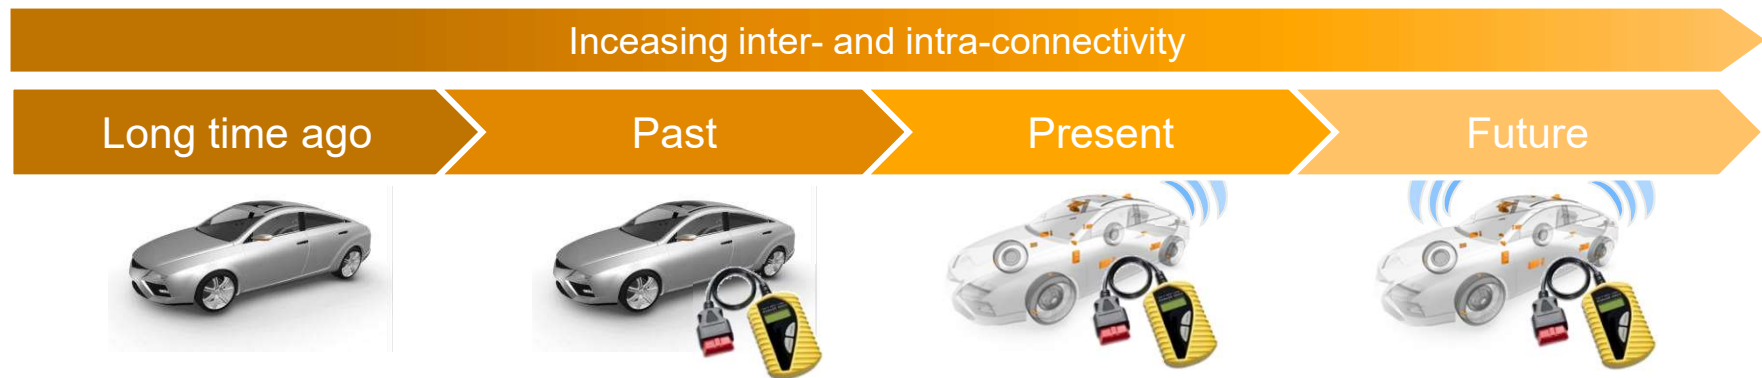 Inceasing inter- and intra-connectivity
Long time ago
Past
Present
Future